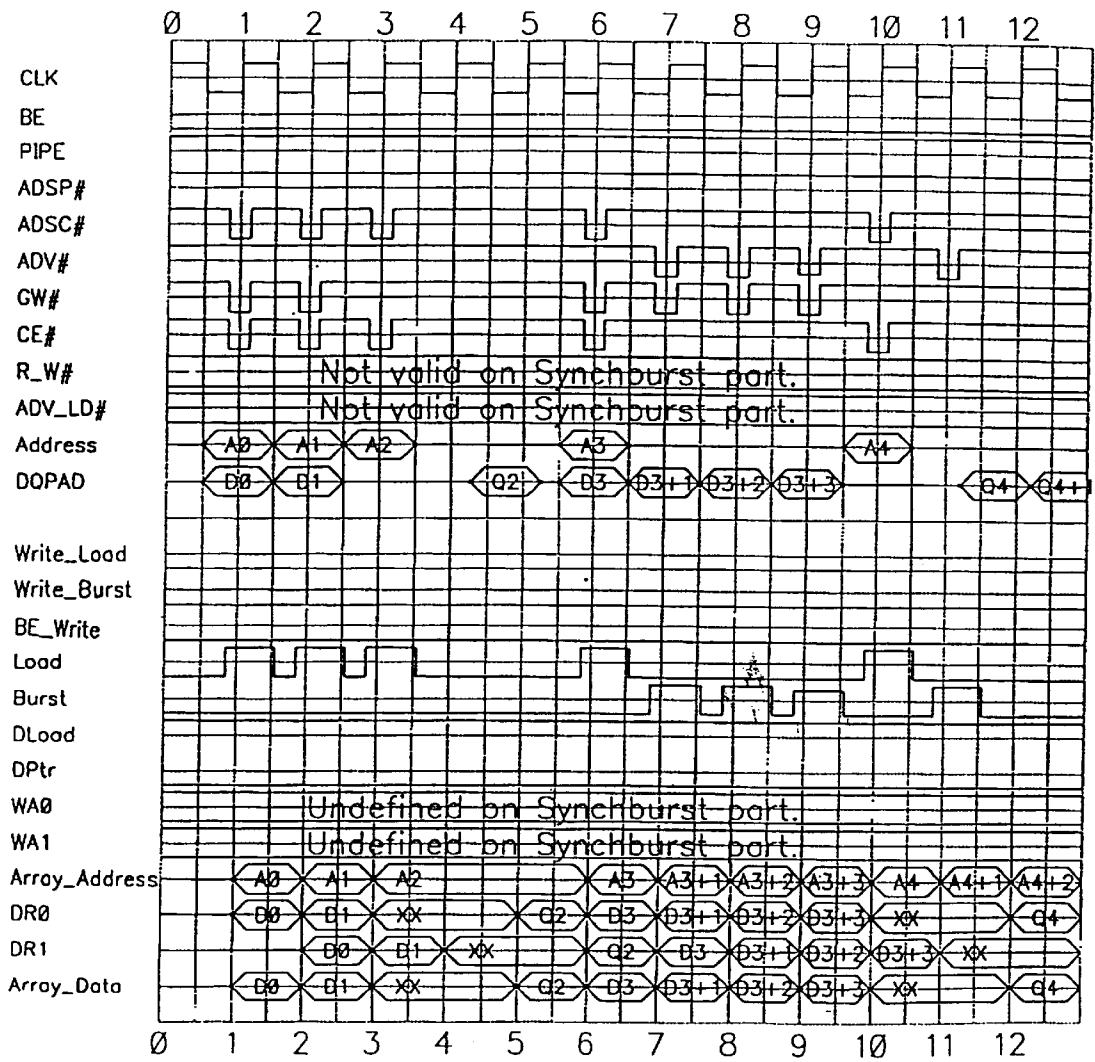 0 1 2 3 4 5 6 7 8 9 10 11 12
CLK
BE
PIPE
ADSP#
ADSC#
ADV#
GW#
CE#
R_W# Not valid on Synchburst part.
ADV_LD# Not valid on Synchburst part.
Address A0 A1 A2 A3 A4
DOPAD D0 D1 Q2 D3 D3+1 D3+2 D3+3 Q4 Q4+1
Write_Load
Write_Burst
BE_Write
Load
Burst
DLoad
DPtr
WA0 Undefined on Synchburst part.
WA1 Undefined on Synchburst part.
Array_Address A0 A1 A2 A3 A3+1 A3+2 A3+3 A4 A4+1 A4+2
DR0 D0 D1 XX Q2 D3 D3+1 D3+2 D3+3 XX Q4
DR1 D0 D1 XX Q2 D3 D3+1 D3+2 D3+3 XX
Array_Data D0 D1 XX Q2 D3 D3+1 D3+2 D3+3 XX Q4
0 1 2 3 4 5 6 7 8 9 10 11 12